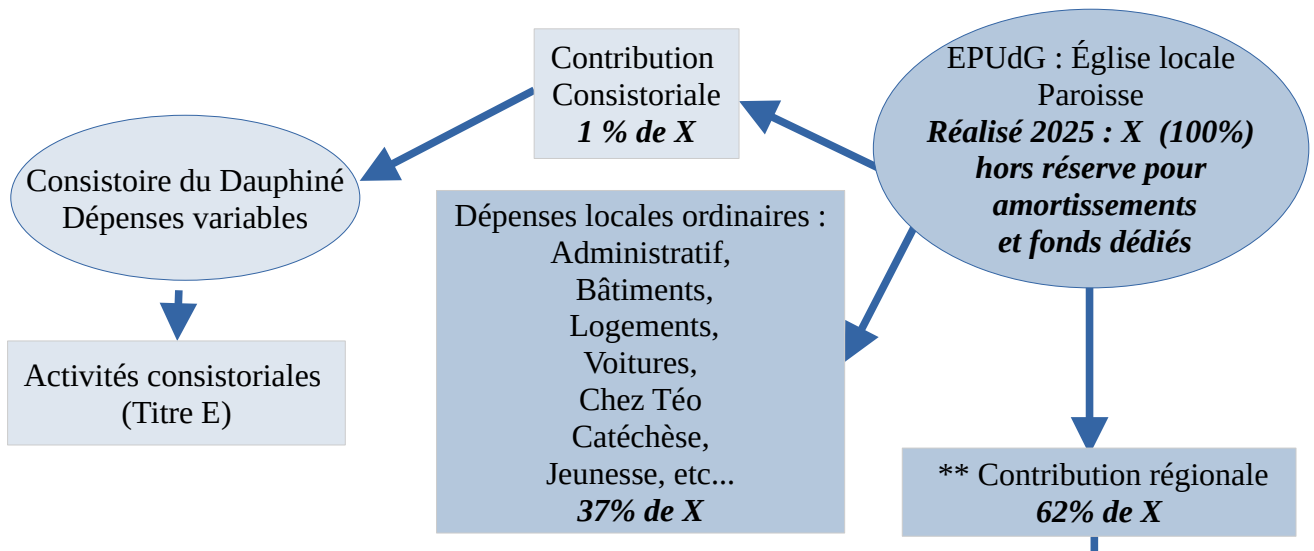 Contribution
Consistoriale
1 % de X
EPUdG : Église locale
Paroisse
Réalisé 2025 : X  (100%)
hors réserve pour
amortissements
et fonds dédiés
Consistoire du Dauphiné
Dépenses variables
Dépenses locales ordinaires :
Administratif,
Bâtiments,
Logements,
Voitures,
Chez Téo
Catéchèse,
Jeunesse, etc...
37% de X
Activités consistoriales
(Titre E)
** Contribution régionale
62% de X